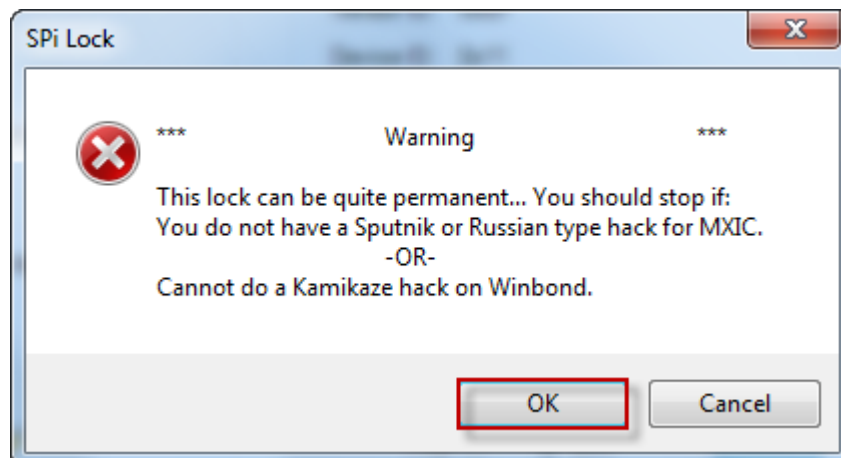 SPi Lock
*** Warning ***
This lock can be quite permanent... You should stop if:
You do not have a Sputnik or Russian type hack for MXIC.
-OR-
Cannot do a Kamikaze hack on Winbond.
OK Cancel